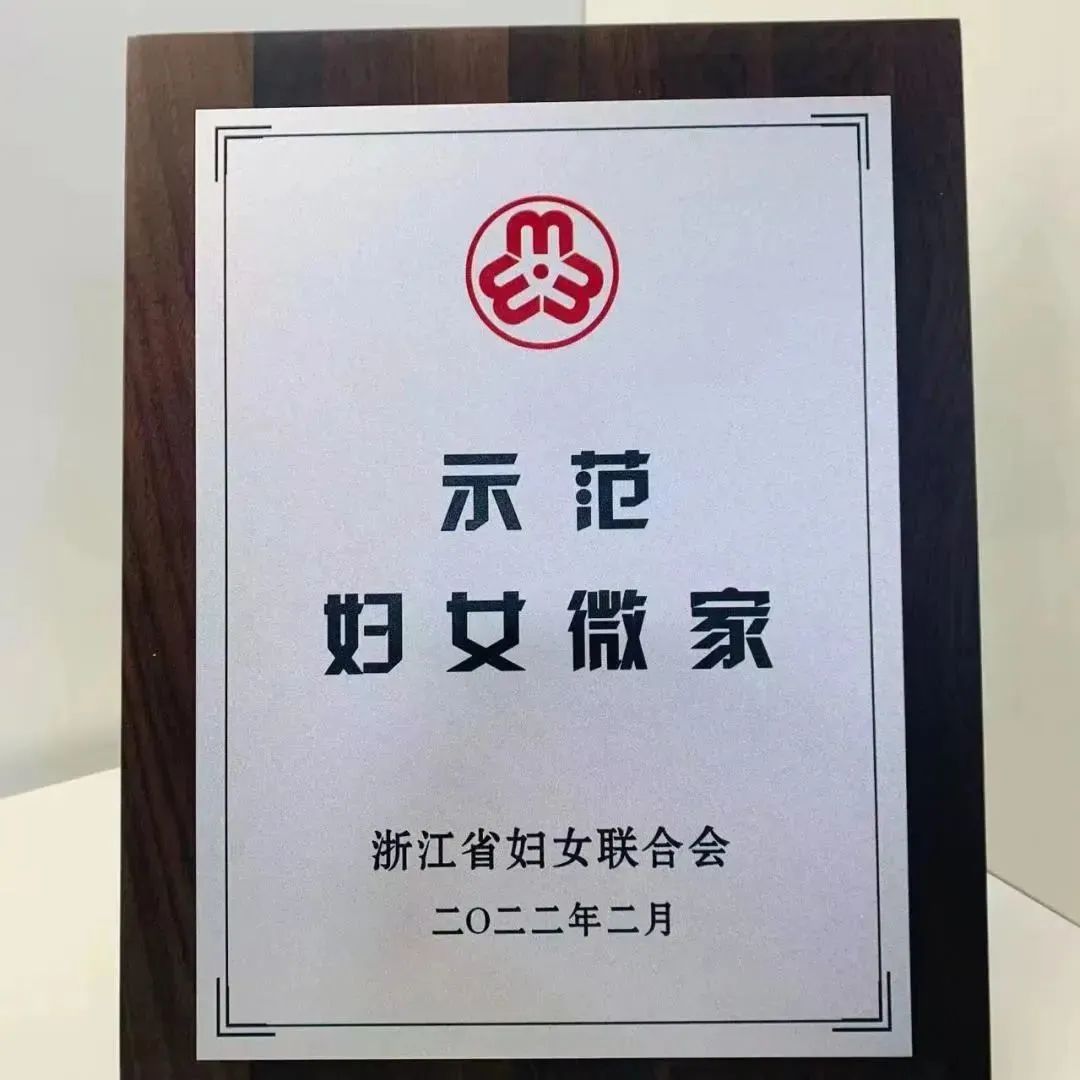 示范
妇女微家
浙江省妇女联合会
二〇二二年二月